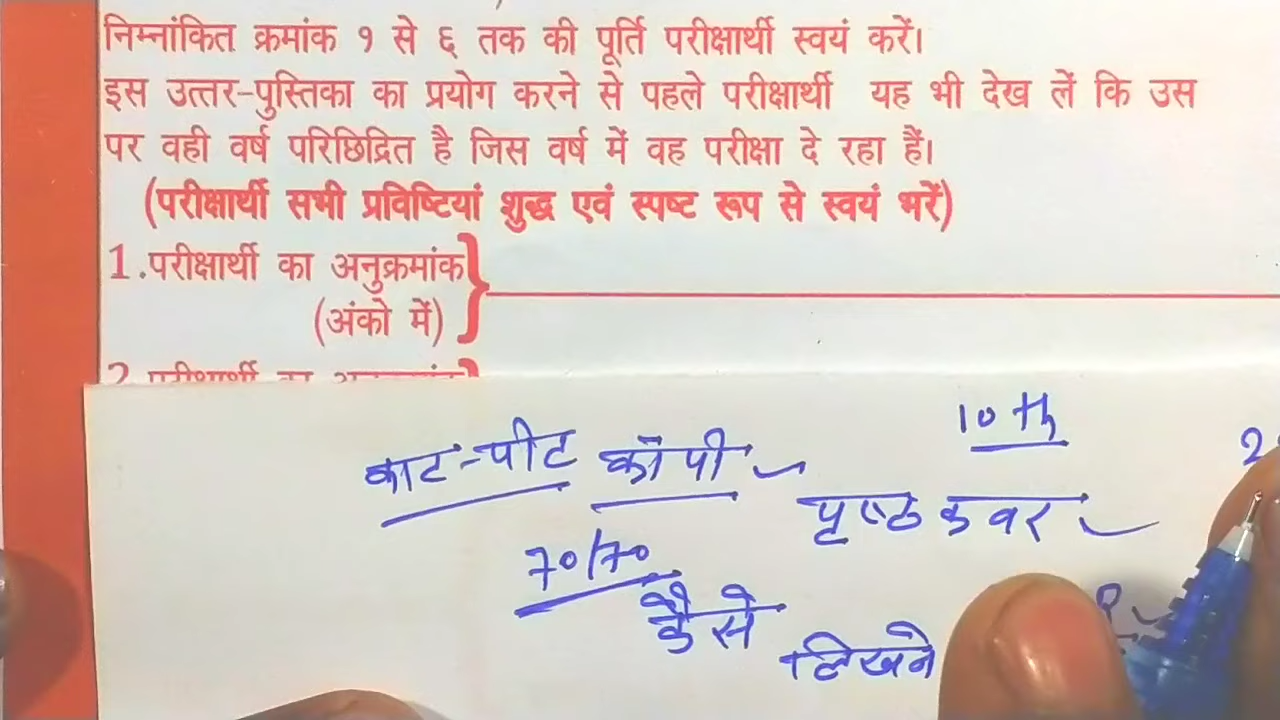 निम्नांकित क्रमांक १ से ६ तक की पूर्ति परीक्षार्थी स्वयं करें।
इस उत्तर-पुस्तिका का प्रयोग करने से पहले परीक्षार्थी यह भी देख लें कि उस
पर वही वर्ष परिछिद्रित है जिस वर्ष में वह परीक्षा दे रहा हैं।
(परीक्षार्थी सभी प्रविष्टियां शुद्ध एवं स्पष्ट रूप से स्वयं भरें)
1.परीक्षार्थी का अनुक्रमांक
(अंको में)
10 th
काट-पीट कॉपी
पृष्ठ कवर
70/70
कैसे
लिखने